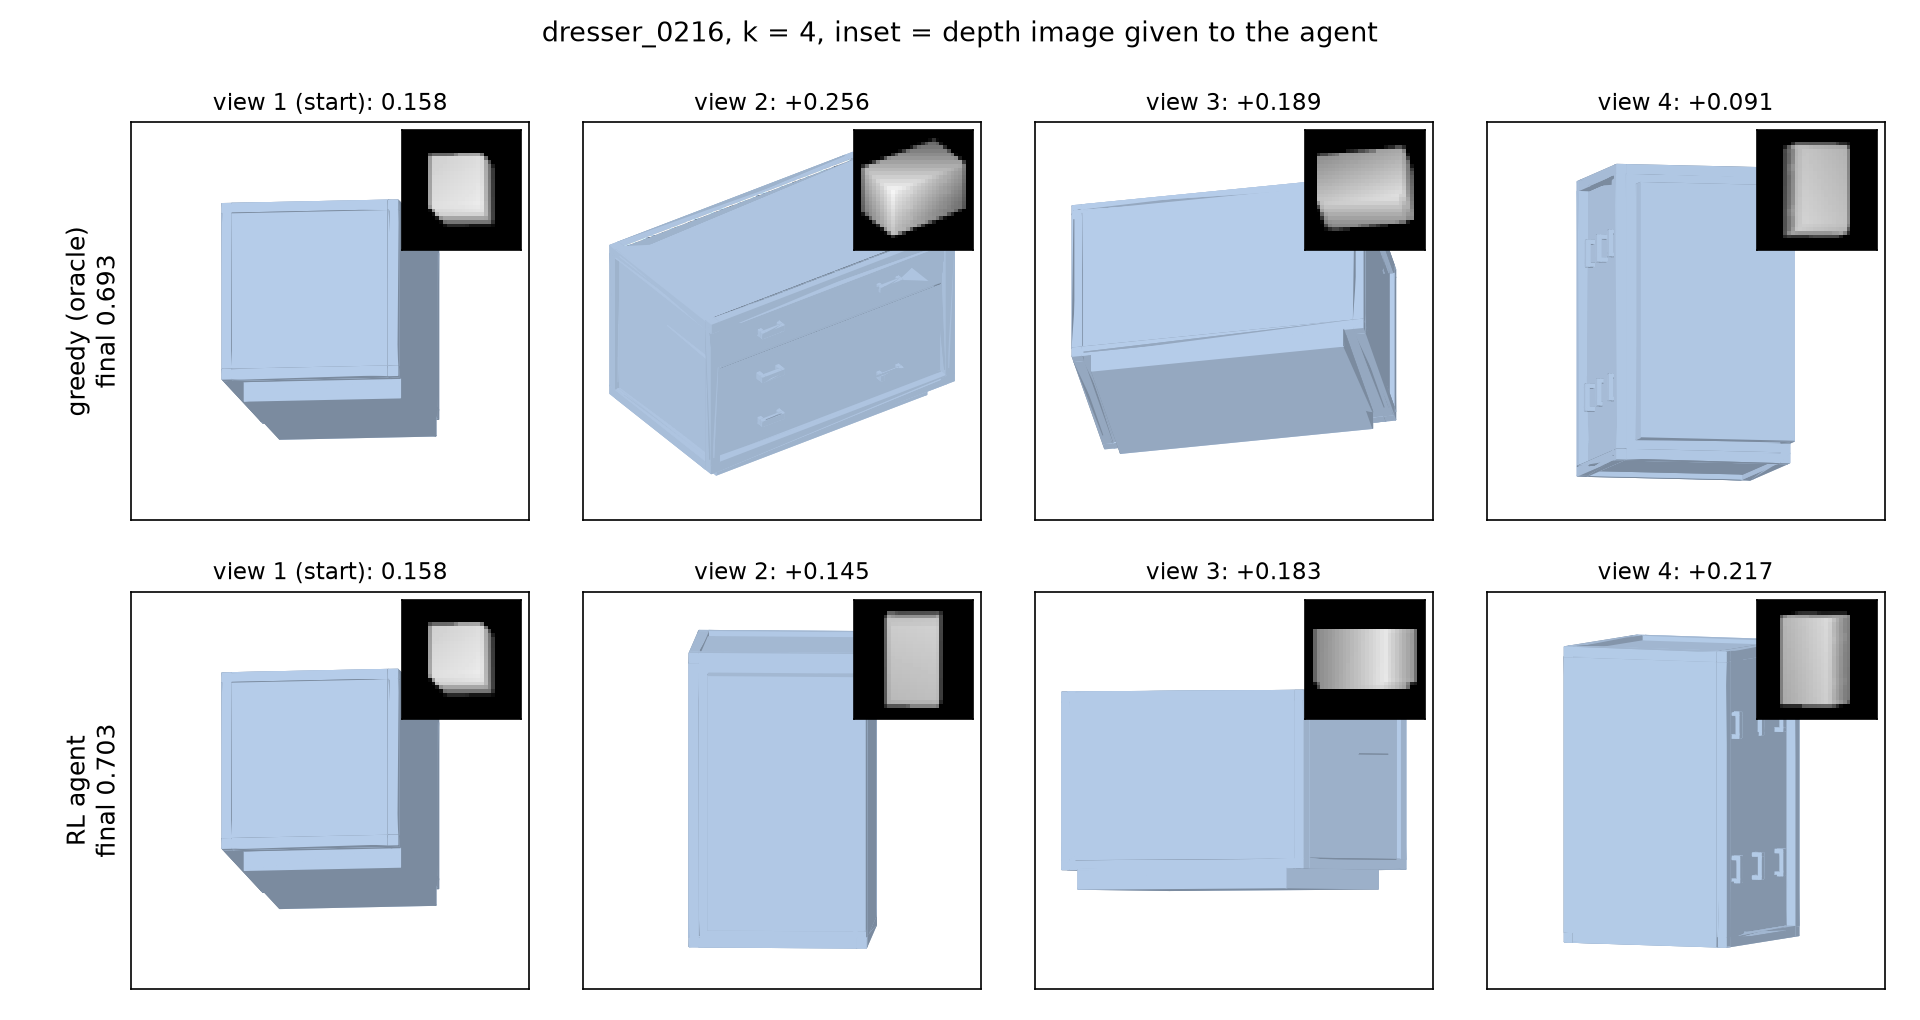 dresser_0216, k = 4, inset = depth image given to the agent
greedy (oracle)
final 0.693
view 1 (start): 0.158
view 2: +0.256
view 3: +0.189
view 4: +0.091
RL agent
final 0.703
view 1 (start): 0.158
view 2: +0.145
view 3: +0.183
view 4: +0.217